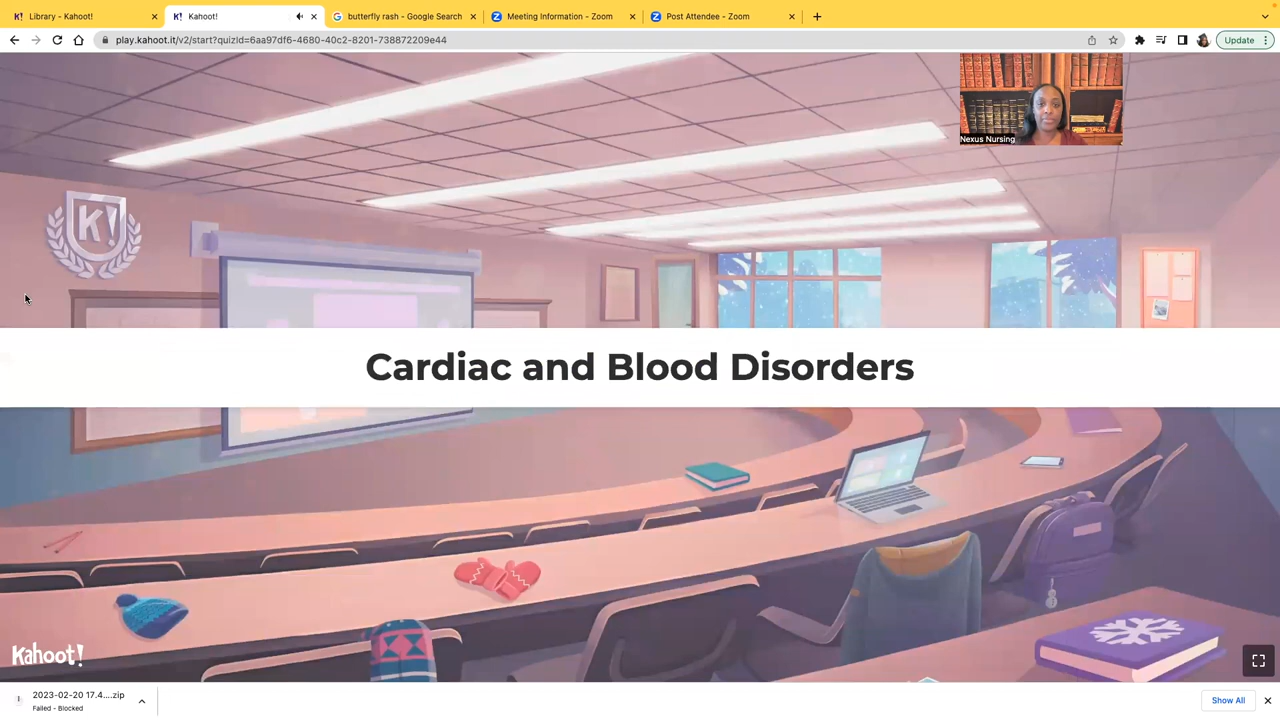 Library - Kahoot!
Kahoot!
butterfly rash - Google Search
Meeting Information - Zoom
Post Attendee - Zoom
play.kahoot.it/v2/start?quizId=6aa97df6-4680-40c2-8201-738872209e44
Update
Nexus Nursing
K!
Cardiac and Blood Disorders
Kahoot!
2023-02-20 17.4....zip
Failed - Blocked
Show All